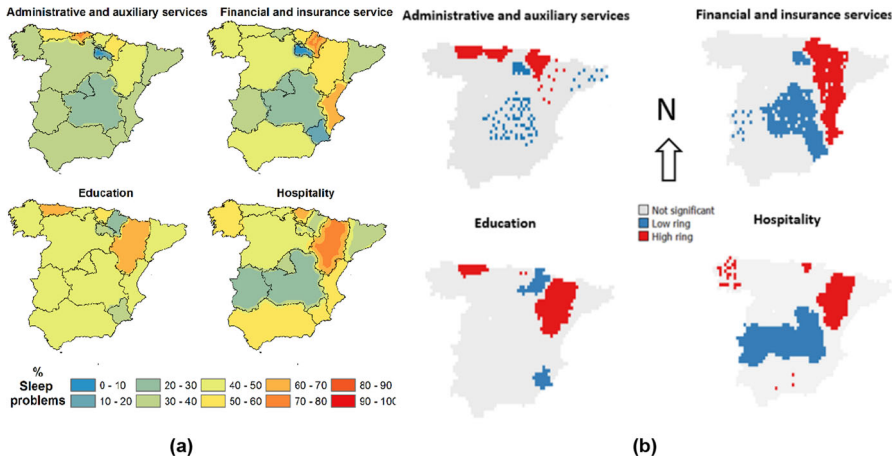 Administrative and auxiliary services
Financial and insurance service
Education
Hospitality
%
Sleep
problems
0 - 10
10 - 20
20 - 30
30 - 40
40 - 50
50 - 60
60 - 70
70 - 80
80 - 90
90 - 100
(a)
Administrative and auxiliary services
Financial and insurance services
N
Not significant
Low ring
High ring
Education
Hospitality
(b)